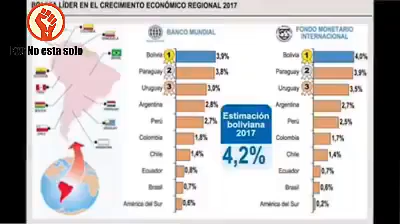 BOLIVIA LÍDER EN EL CRECIMIENTO ECONÓMICO REGIONAL 2017
No esta solo
BANCO MUNDIAL
1 Bolivia 3,9%
2 Paraguay 3,8%
3 Uruguay 3,0%
Argentina 2,8%
Perú 2,7%
Colombia 1,8%
Chile 1,4%
Ecuador 0,8%
Brasil 0,7%
América del Sur 0,6%
Estimación
boliviana
2017
4,2%
FONDO MONETARIO
INTERNACIONAL
1 Bolivia 4,0%
2 Paraguay 3,9%
3 Uruguay 3,5%
Argentina 2,7%
Perú 2,5%
Colombia 1,7%
Chile 1,4%
Ecuador
Brasil 0,6%
América del Sur 0,2%